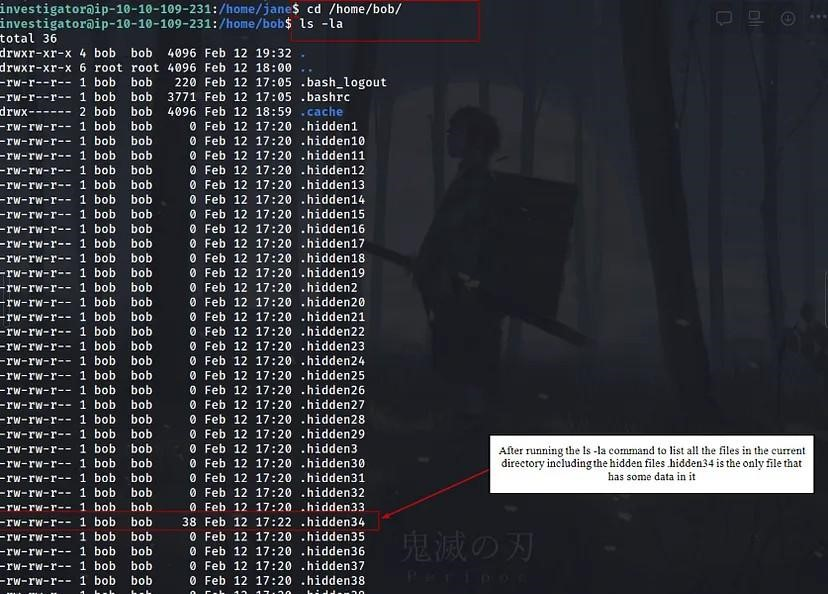 investigator@ip-10-10-109-231:/home/jane$ cd /home/bob/
investigator@ip-10-10-109-231:/home/bob$ ls -la
total 36
drwxr-xr-x 4 bob bob 4096 Feb 12 19:32 .
drwxr-xr-x 6 root root 4096 Feb 12 18:00 ..
-rw-r--r-- 1 bob bob 220 Feb 12 17:05 .bash_logout
-rw-r--r-- 1 bob bob 3771 Feb 12 17:05 .bashrc
drwx------ 2 bob bob 4096 Feb 12 18:59 .cache
-rw-rw-r-- 1 bob bob 0 Feb 12 17:20 .hidden1
-rw-rw-r-- 1 bob bob 0 Feb 12 17:20 .hidden10
-rw-rw-r-- 1 bob bob 0 Feb 12 17:20 .hidden11
-rw-rw-r-- 1 bob bob 0 Feb 12 17:20 .hidden12
-rw-rw-r-- 1 bob bob 0 Feb 12 17:20 .hidden13
-rw-rw-r-- 1 bob bob 0 Feb 12 17:20 .hidden14
-rw-rw-r-- 1 bob bob 0 Feb 12 17:20 .hidden15
-rw-rw-r-- 1 bob bob 0 Feb 12 17:20 .hidden16
-rw-rw-r-- 1 bob bob 0 Feb 12 17:20 .hidden17
-rw-rw-r-- 1 bob bob 0 Feb 12 17:20 .hidden18
-rw-rw-r-- 1 bob bob 0 Feb 12 17:20 .hidden19
-rw-rw-r-- 1 bob bob 0 Feb 12 17:20 .hidden2
-rw-rw-r-- 1 bob bob 0 Feb 12 17:20 .hidden20
-rw-rw-r-- 1 bob bob 0 Feb 12 17:20 .hidden21
-rw-rw-r-- 1 bob bob 0 Feb 12 17:20 .hidden22
-rw-rw-r-- 1 bob bob 0 Feb 12 17:20 .hidden23
-rw-rw-r-- 1 bob bob 0 Feb 12 17:20 .hidden24
-rw-rw-r-- 1 bob bob 0 Feb 12 17:20 .hidden25
-rw-rw-r-- 1 bob bob 0 Feb 12 17:20 .hidden26
-rw-rw-r-- 1 bob bob 0 Feb 12 17:20 .hidden27
-rw-rw-r-- 1 bob bob 0 Feb 12 17:20 .hidden28
-rw-rw-r-- 1 bob bob 0 Feb 12 17:20 .hidden29
-rw-rw-r-- 1 bob bob 0 Feb 12 17:20 .hidden3
-rw-rw-r-- 1 bob bob 0 Feb 12 17:20 .hidden30
-rw-rw-r-- 1 bob bob 0 Feb 12 17:20 .hidden31
-rw-rw-r-- 1 bob bob 0 Feb 12 17:20 .hidden32
-rw-rw-r-- 1 bob bob 0 Feb 12 17:20 .hidden33
-rw-rw-r-- 1 bob bob 38 Feb 12 17:22 .hidden34
-rw-rw-r-- 1 bob bob 0 Feb 12 17:20 .hidden35
-rw-rw-r-- 1 bob bob 0 Feb 12 17:20 .hidden36
-rw-rw-r-- 1 bob bob 0 Feb 12 17:20 .hidden37
-rw-rw-r-- 1 bob bob 0 Feb 12 17:20 .hidden38
After running the ls -la command to list all the files in the current
directory including the hidden files .hidden34 is the only file that
has some data in it
鬼滅の刃